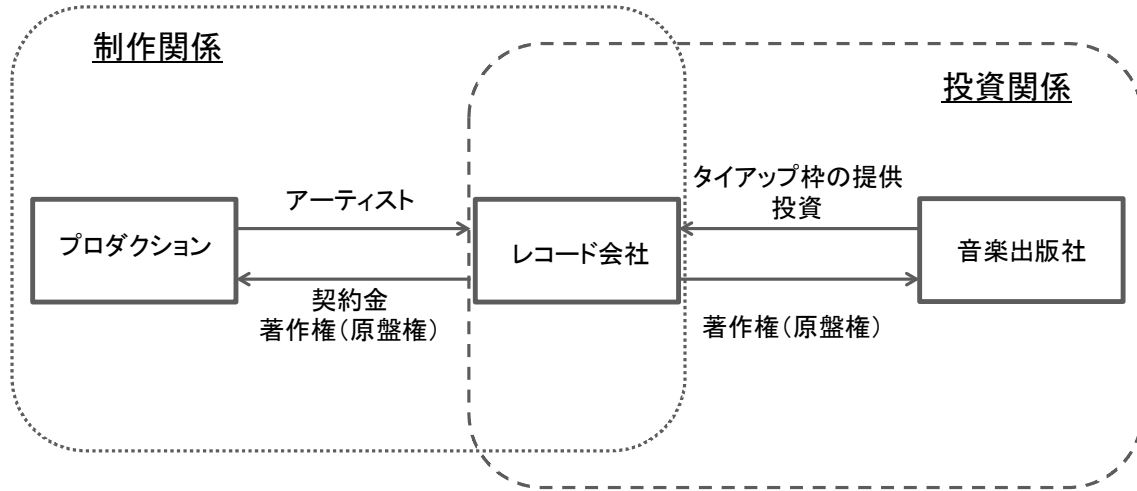 制作関係
投資関係
アーティスト
タイアップ枠の提供
投資
プロダクション
レコード会社
音楽出版社
契約金
著作権（原盤権）
著作権（原盤権）